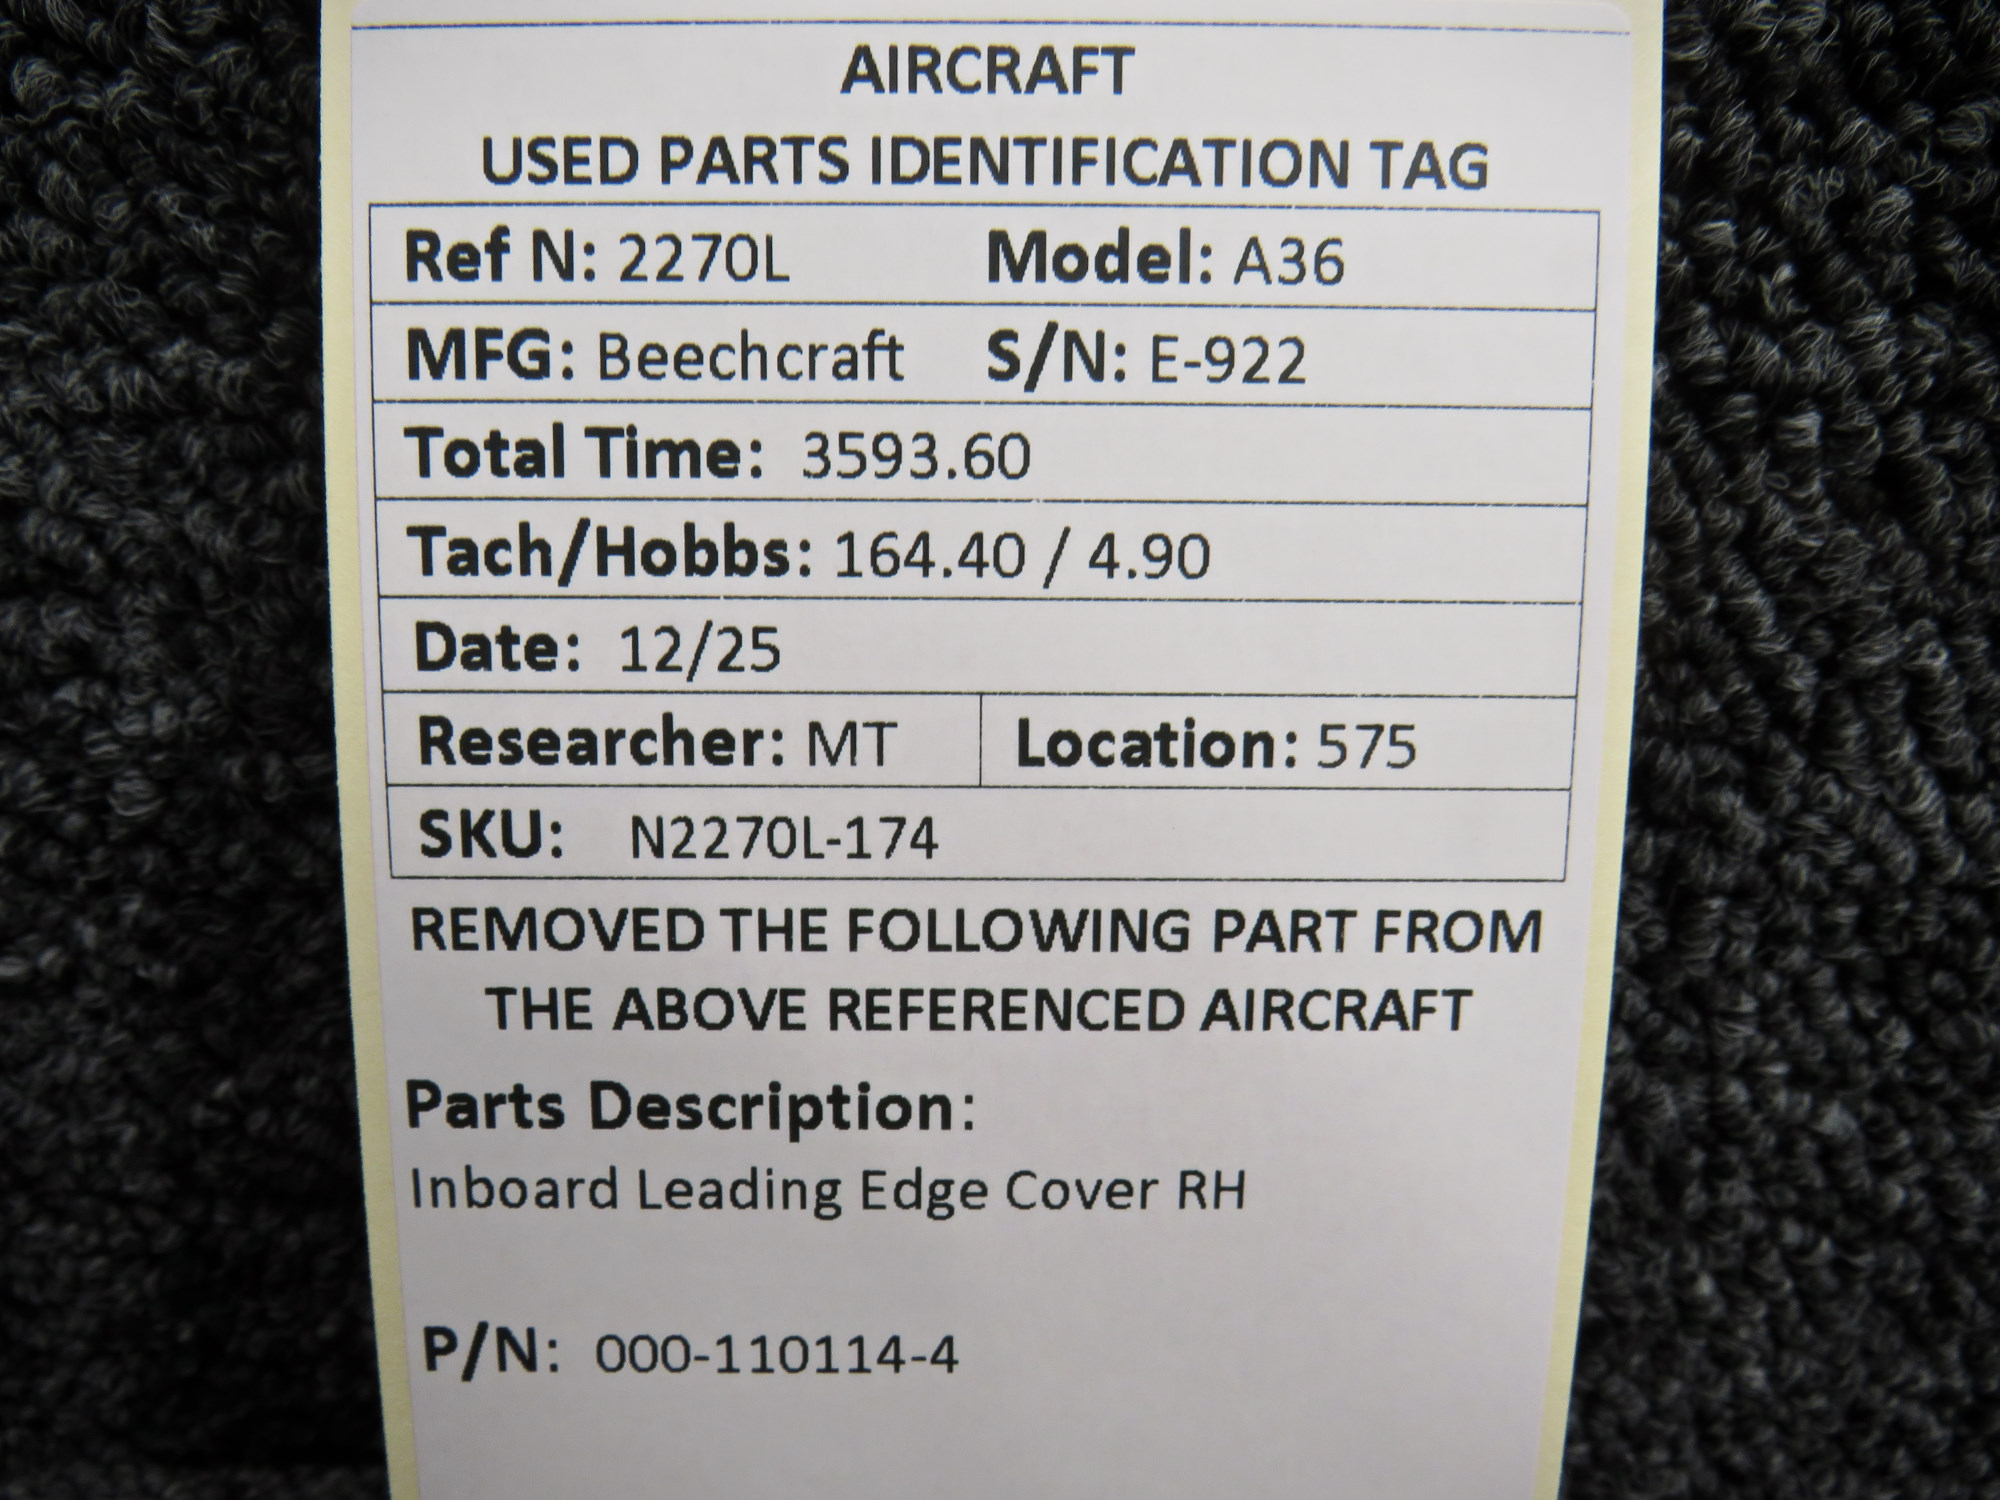 AIRCRAFT
USED PARTS IDENTIFICATION TAG
Ref N: 2270L Model: A36
MFG: Beechcraft S/N: E-922
Total Time: 3593.60
Tach/Hobbs: 164.40 / 4.90
Date: 12/25
Researcher: MT Location: 575
SKU: N2270L-174
REMOVED THE FOLLOWING PART FROM
THE ABOVE REFERENCED AIRCRAFT
Parts Description:
Inboard Leading Edge Cover RH
P/N: 000-110114-4